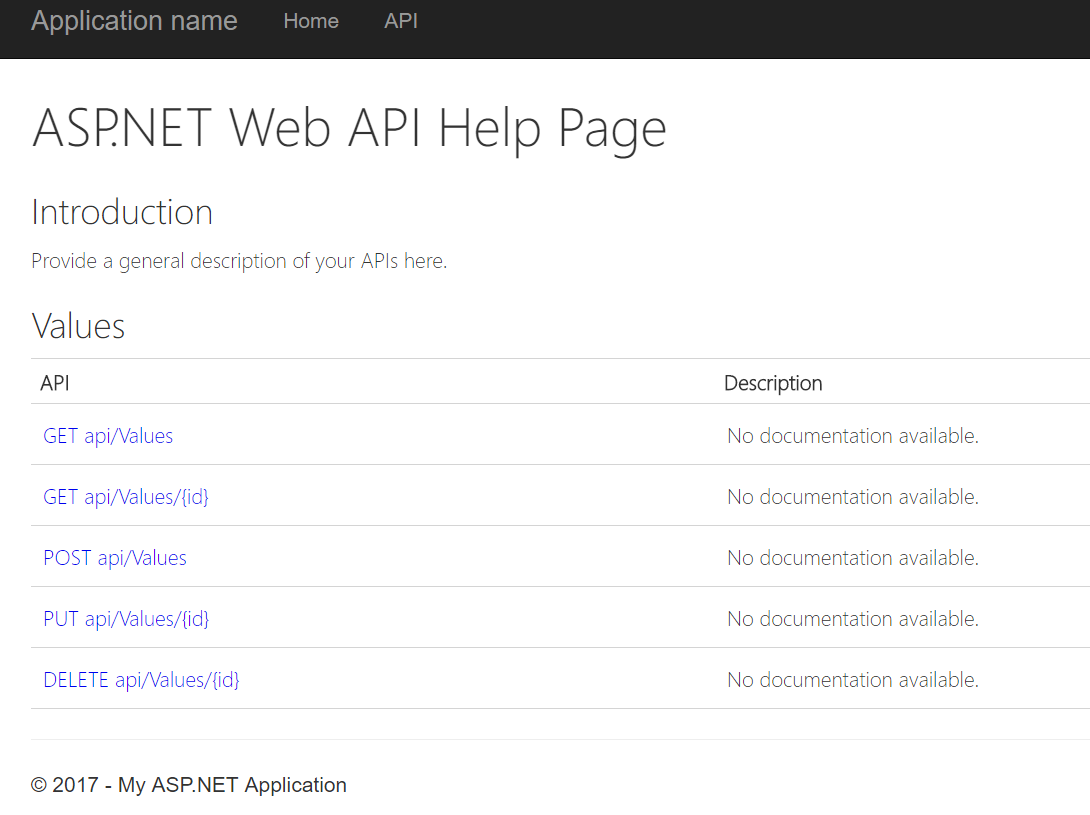 Application name Home API
ASP.NET Web API Help Page
Introduction
Provide a general description of your APIs here.
Values
API Description
GET api/Values No documentation available.
GET api/Values/{id} No documentation available.
POST api/Values No documentation available.
PUT api/Values/{id} No documentation available.
DELETE api/Values/{id} No documentation available.
© 2017 - My ASP.NET Application